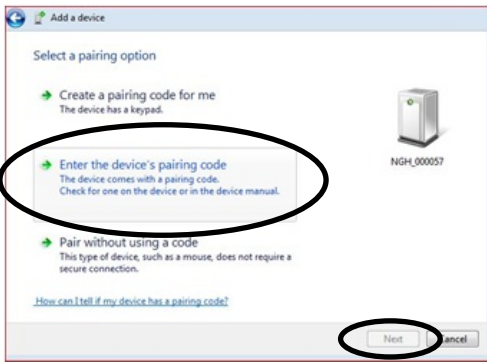 Add a device
Select a pairing option
Create a pairing code for me
The device has a keypad.
NGH_000057
Enter the device's pairing code
The device comes with a pairing code.
Check for one on the device or in the device manual.
Pair without using a code
This type of device, such as a mouse, does not require a
secure connection.
How can I tell if my device has a pairing code?
Next
Cancel